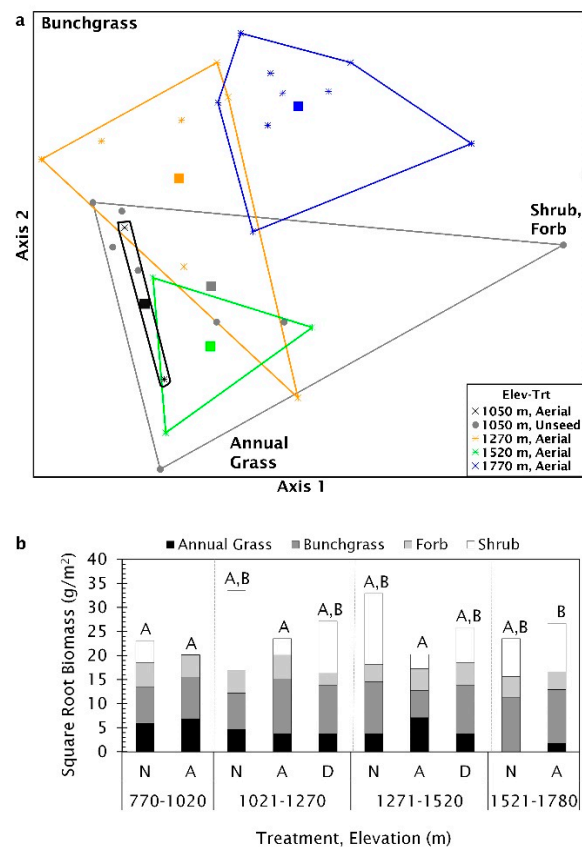 a
Bunchgrass
Shrub,
Forb
Axis 2
Annual
Grass
Axis 1
Elev-Trt
1050 m, Aerial
1050 m, Unseed
1270 m, Aerial
1520 m, Aerial
1770 m, Aerial
b
Annual Grass Bunchgrass Forb Shrub
Square Root Biomass (g/m²)
40
35
30
25
20
15
10
5
0
A A A,B A A,B A,B A A,B A,B B
N A N A D N A D N A
770-1020 1021-1270 1271-1520 1521-1780
Treatment, Elevation (m)